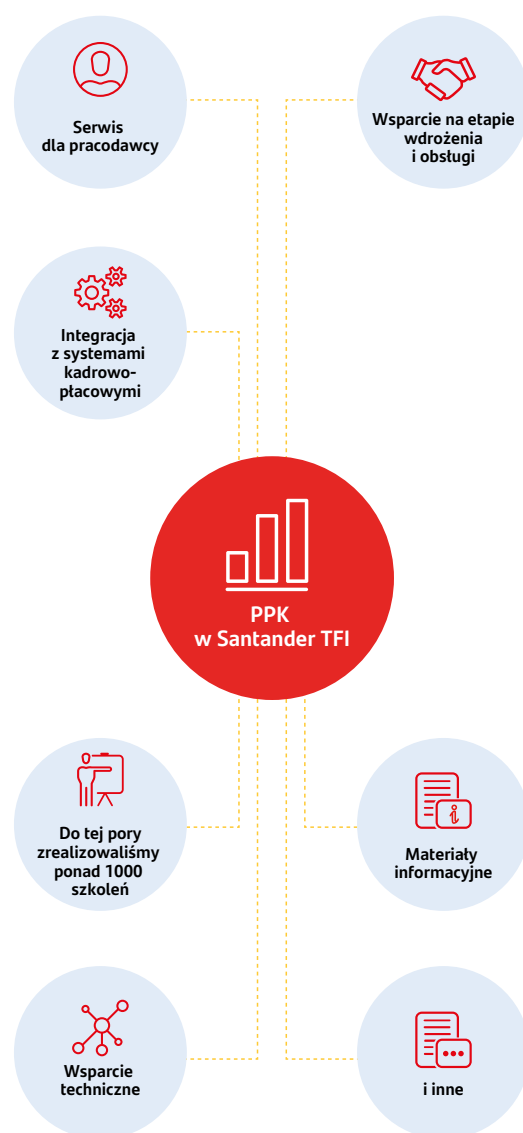 Serwis
dla pracodawcy
Wsparcie na etapie
wdrożenia
i obsługi
Integracja
z systemami
kadrowo-
płacowymi
PPK
w Santander TFI
Do tej pory
zrealizowaliśmy
ponad 1000
szkoleń
Materiały
informacyjne
Wsparcie
techniczne
i inne